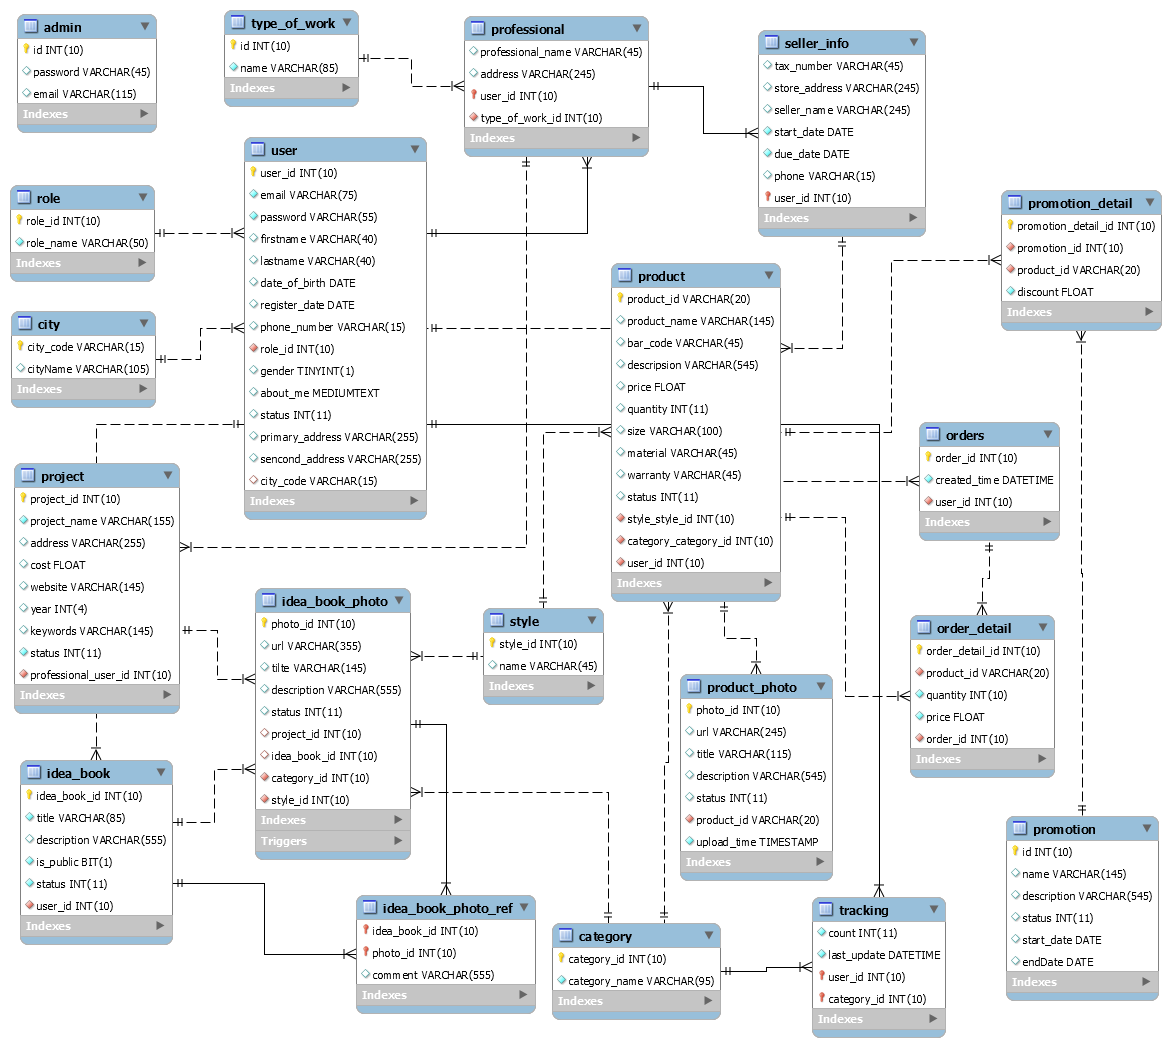 admin
id INT(10)
password VARCHAR(45)
email VARCHAR(115)
Indexes
type_of_work
id INT(10)
name VARCHAR(85)
Indexes
professional
professional_name VARCHAR(45)
address VARCHAR(245)
user_id INT(10)
type_of_work_id INT(10)
Indexes
seller_info
tax_number VARCHAR(45)
store_address VARCHAR(245)
seller_name VARCHAR(245)
start_date DATE
due_date DATE
phone VARCHAR(15)
user_id INT(10)
Indexes
role
role_id INT(10)
role_name VARCHAR(50)
Indexes
user
user_id INT(10)
email VARCHAR(75)
password VARCHAR(55)
firstname VARCHAR(40)
lastname VARCHAR(40)
date_of_birth DATE
register_date DATE
phone_number VARCHAR(15)
role_id INT(10)
gender TINYINT(1)
about_me MEDIUMTEXT
status INT(11)
primary_address VARCHAR(255)
sencond_address VARCHAR(255)
city_code VARCHAR(15)
Indexes
promotion_detail
promotion_detail_id INT(10)
promotion_id INT(10)
product_id VARCHAR(20)
discount FLOAT
Indexes
city
city_code VARCHAR(15)
cityName VARCHAR(105)
Indexes
product
product_id VARCHAR(20)
product_name VARCHAR(145)
bar_code VARCHAR(45)
descripsion VARCHAR(545)
price FLOAT
quantity INT(11)
size VARCHAR(100)
material VARCHAR(45)
warranty VARCHAR(45)
status INT(11)
style_style_id INT(10)
category_category_id INT(10)
user_id INT(10)
Indexes
orders
order_id INT(10)
created_time DATETIME
user_id INT(10)
Indexes
project
project_id INT(10)
project_name VARCHAR(155)
address VARCHAR(255)
cost FLOAT
website VARCHAR(145)
year INT(4)
keywords VARCHAR(145)
status INT(11)
professional_user_id INT(10)
Indexes
idea_book_photo
photo_id INT(10)
url VARCHAR(355)
tilte VARCHAR(145)
description VARCHAR(555)
status INT(11)
project_id INT(10)
idea_book_id INT(10)
category_id INT(10)
style_id INT(10)
Indexes
Triggers
style
style_id INT(10)
name VARCHAR(45)
Indexes
order_detail
order_detail_id INT(10)
product_id VARCHAR(20)
quantity INT(10)
price FLOAT
order_id INT(10)
Indexes
product_photo
photo_id INT(10)
url VARCHAR(245)
title VARCHAR(115)
description VARCHAR(545)
status INT(11)
product_id VARCHAR(20)
upload_time TIMESTAMP
Indexes
idea_book
idea_book_id INT(10)
title VARCHAR(85)
description VARCHAR(555)
is_public BIT(1)
status INT(11)
user_id INT(10)
Indexes
promotion
id INT(10)
name VARCHAR(145)
description VARCHAR(545)
status INT(11)
start_date DATE
endDate DATE
Indexes
idea_book_photo_ref
idea_book_id INT(10)
photo_id INT(10)
comment VARCHAR(555)
Indexes
category
category_id INT(10)
category_name VARCHAR(95)
Indexes
tracking
count INT(11)
last_update DATETIME
user_id INT(10)
category_id INT(10)
Indexes